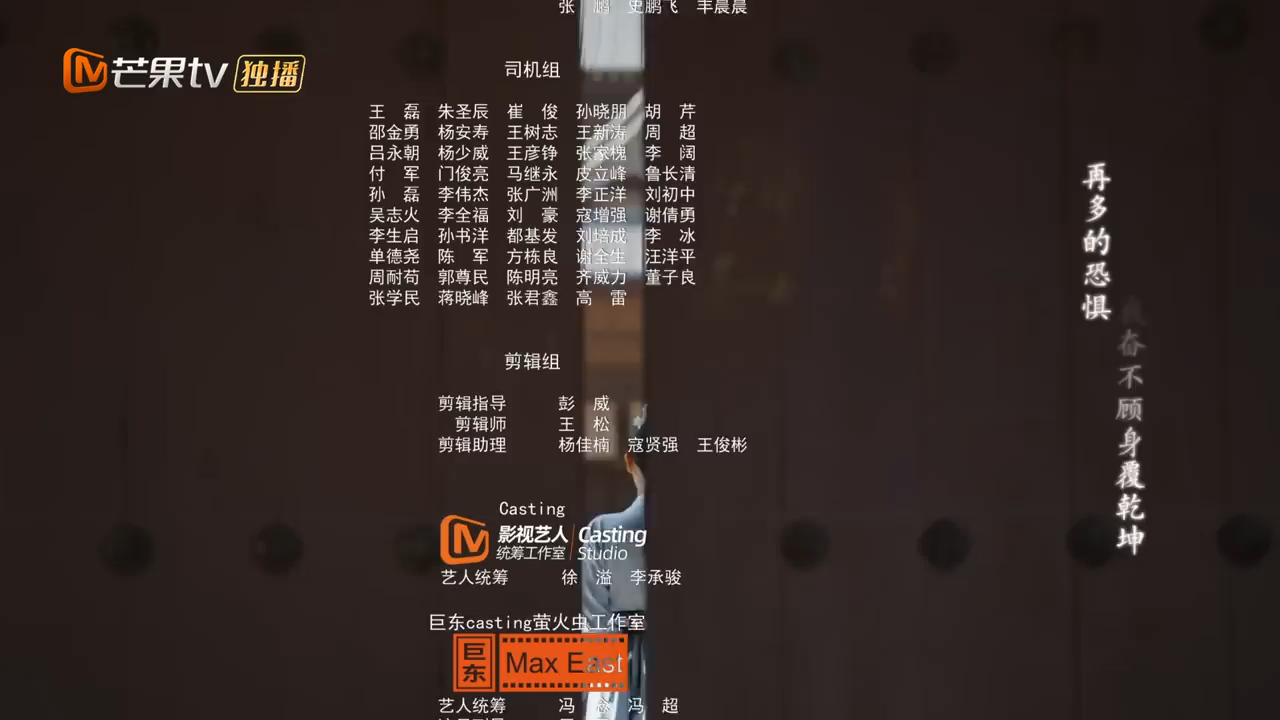 张 鹏 史鹏飞 丰晨晨
芒果tv 独播
司机组
王 磊 朱圣辰 崔 俊 孙晓朋 胡 芹
邵金勇 杨安寿 王树志 王新涛 周 超
吕永朝 杨少威 王彦铮 张家槐 李 阔
付 军 门俊亮 马继永 皮立峰 鲁长清
孙 磊 李伟杰 张广洲 李正洋 刘初中
吴志火 李全福 刘 豪 寇增强 谢倩勇
李生启 孙书洋 都基发 刘培成 李 冰
单德尧 陈 军 方栋良 谢全生 汪洋平
周耐苟 郭尊民 陈明亮 齐威力 董子良
张学民 蒋晓峰 张君鑫 高 雷
剪辑组
剪辑指导 彭 威
剪辑师 王 松
剪辑助理 杨佳楠 寇贤强 王俊彬
Casting
影视艺人 Casting
统筹工作室 Studio
艺人统筹 徐 溢 李承骏
巨东casting萤火虫工作室
巨东 Max East
艺人统筹 冯 念 冯 超
再多的恐惧
奋不顾身覆乾坤